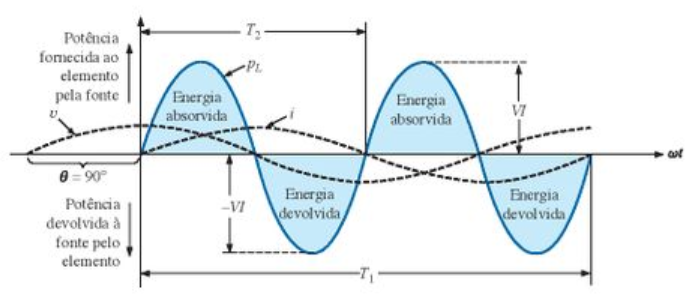 Potência
fornecida ao
elemento
pela fonte
T₂
p_L
v
Energia
absorvida
i
Energia
absorvida
VI
ωt
θ = 90°
Potência
devolvida à
fonte pelo
elemento
–VI
Energia
devolvida
Energia
devolvida
T₁